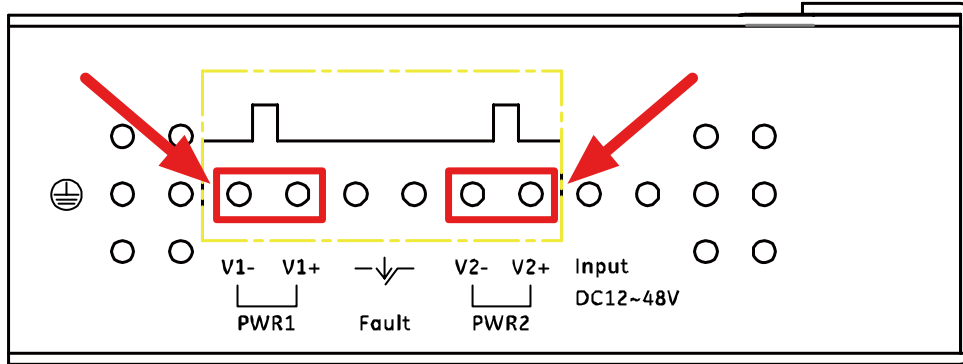 V1- V1+ V2- V2+ Input
DC12~48V
PWR1 Fault PWR2